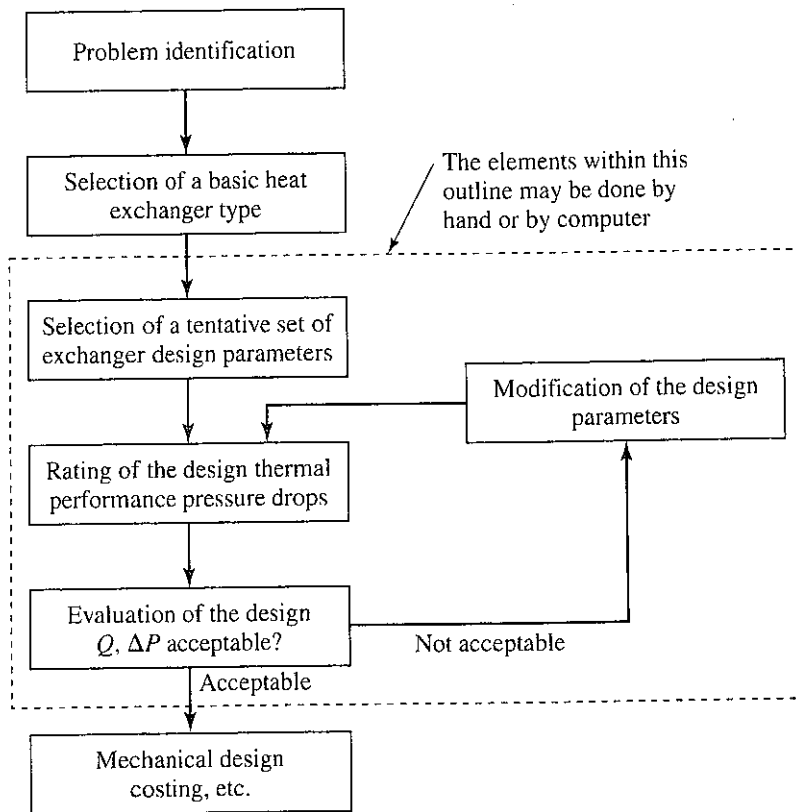 Problem identification
Selection of a basic heat
exchanger type
The elements within this
outline may be done by
hand or by computer
Selection of a tentative set of
exchanger design parameters
Modification of the design
parameters
Rating of the design thermal
performance pressure drops
Evaluation of the design
Q, ΔP acceptable?
Not acceptable
Acceptable
Mechanical design
costing, etc.